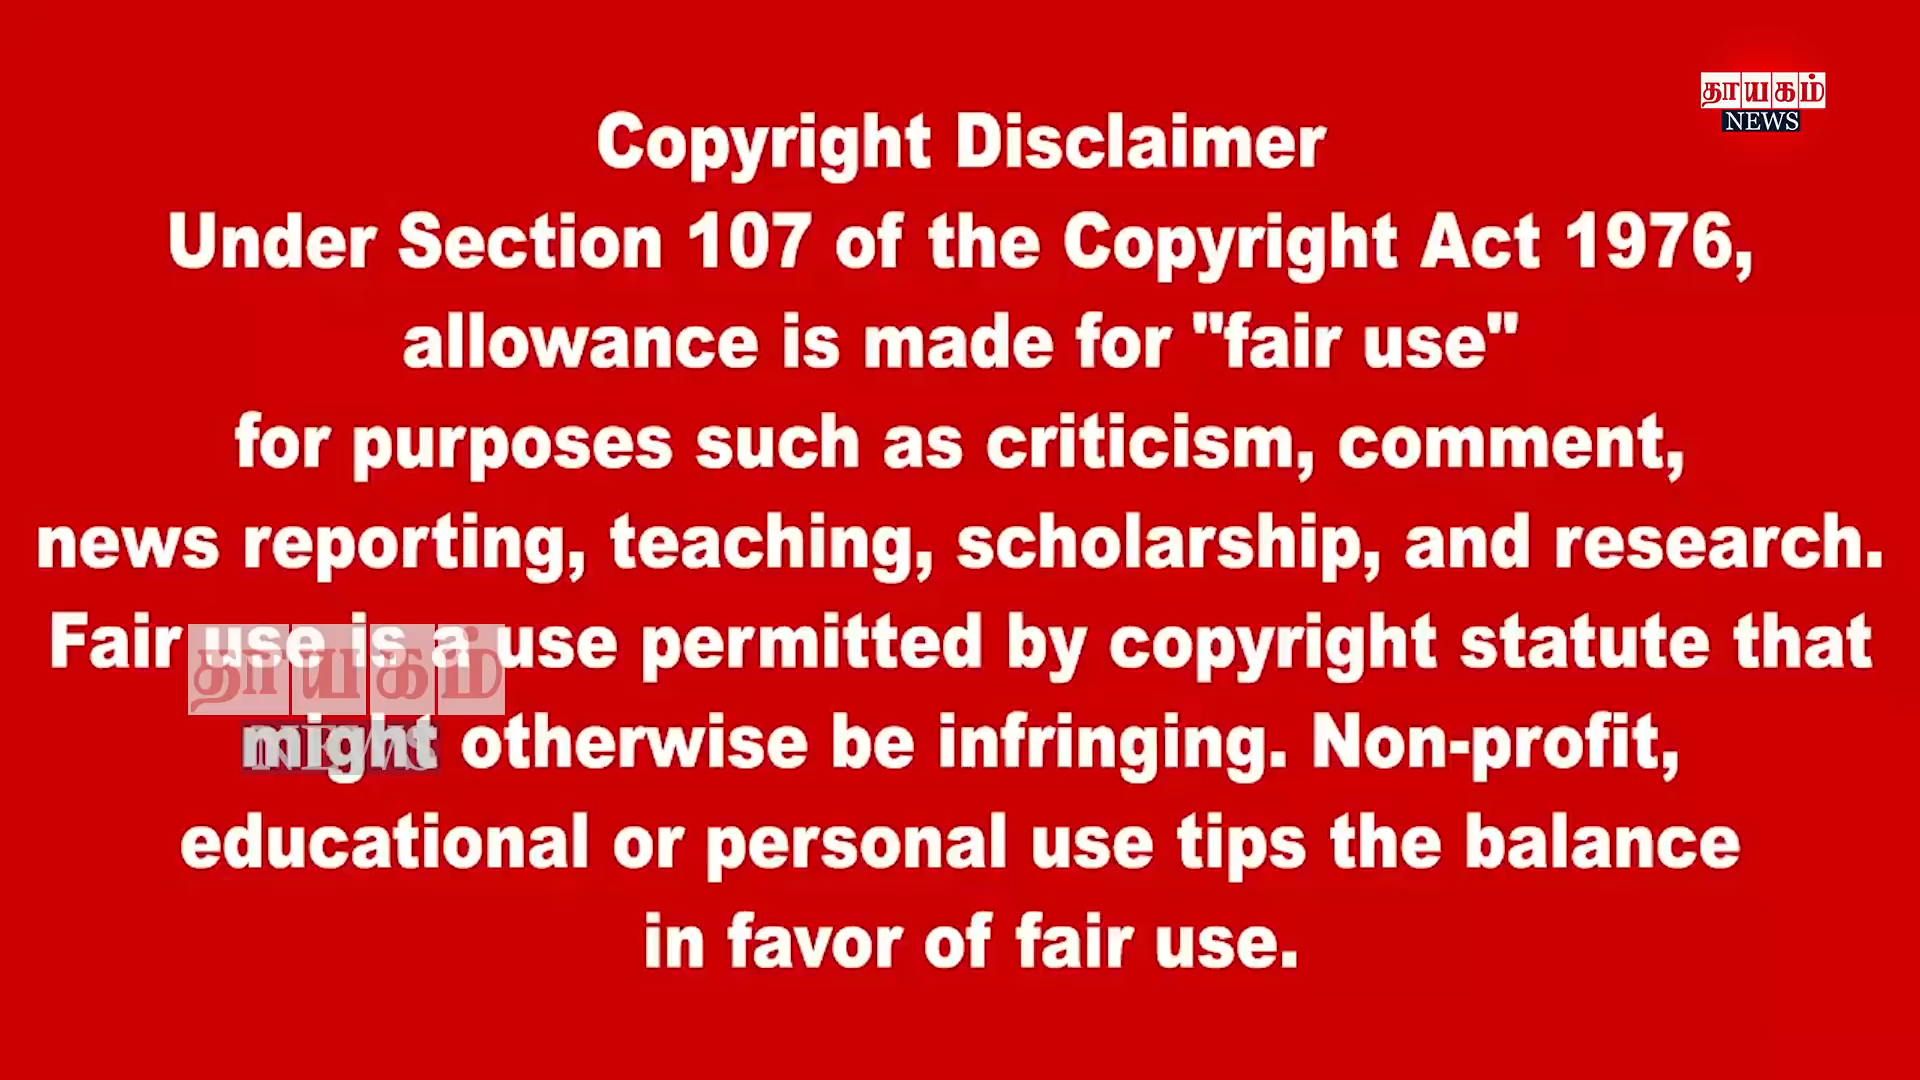 தாயகம்
NEWS
Copyright Disclaimer
Under Section 107 of the Copyright Act 1976,
allowance is made for "fair use"
for purposes such as criticism, comment,
news reporting, teaching, scholarship, and research.
Fair use is a use permitted by copyright statute that
might otherwise be infringing. Non-profit,
educational or personal use tips the balance
in favor of fair use.
தாயகம்
NEWS